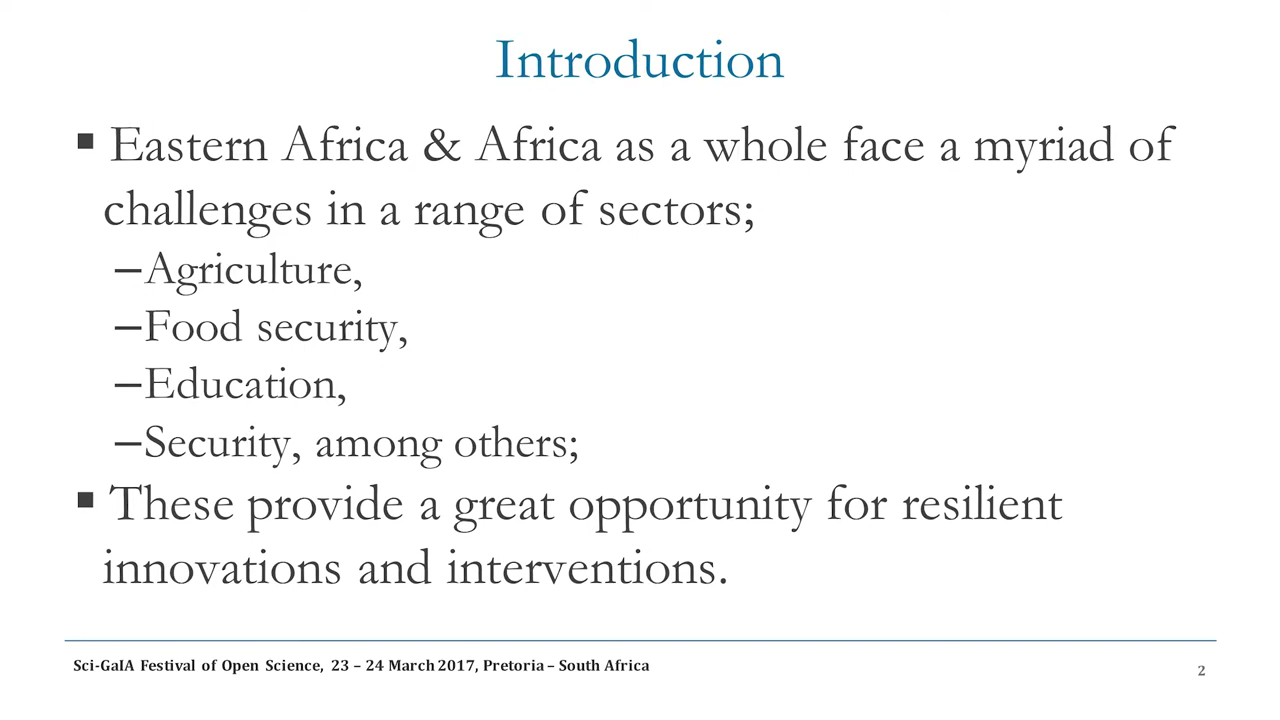 Introduction
▪ Eastern Africa & Africa as a whole face a myriad of
challenges in a range of sectors;
–Agriculture,
–Food security,
–Education,
–Security, among others;
▪ These provide a great opportunity for resilient
innovations and interventions.
Sci-GaIA Festival of Open Science, 23 – 24 March 2017, Pretoria – South Africa
2